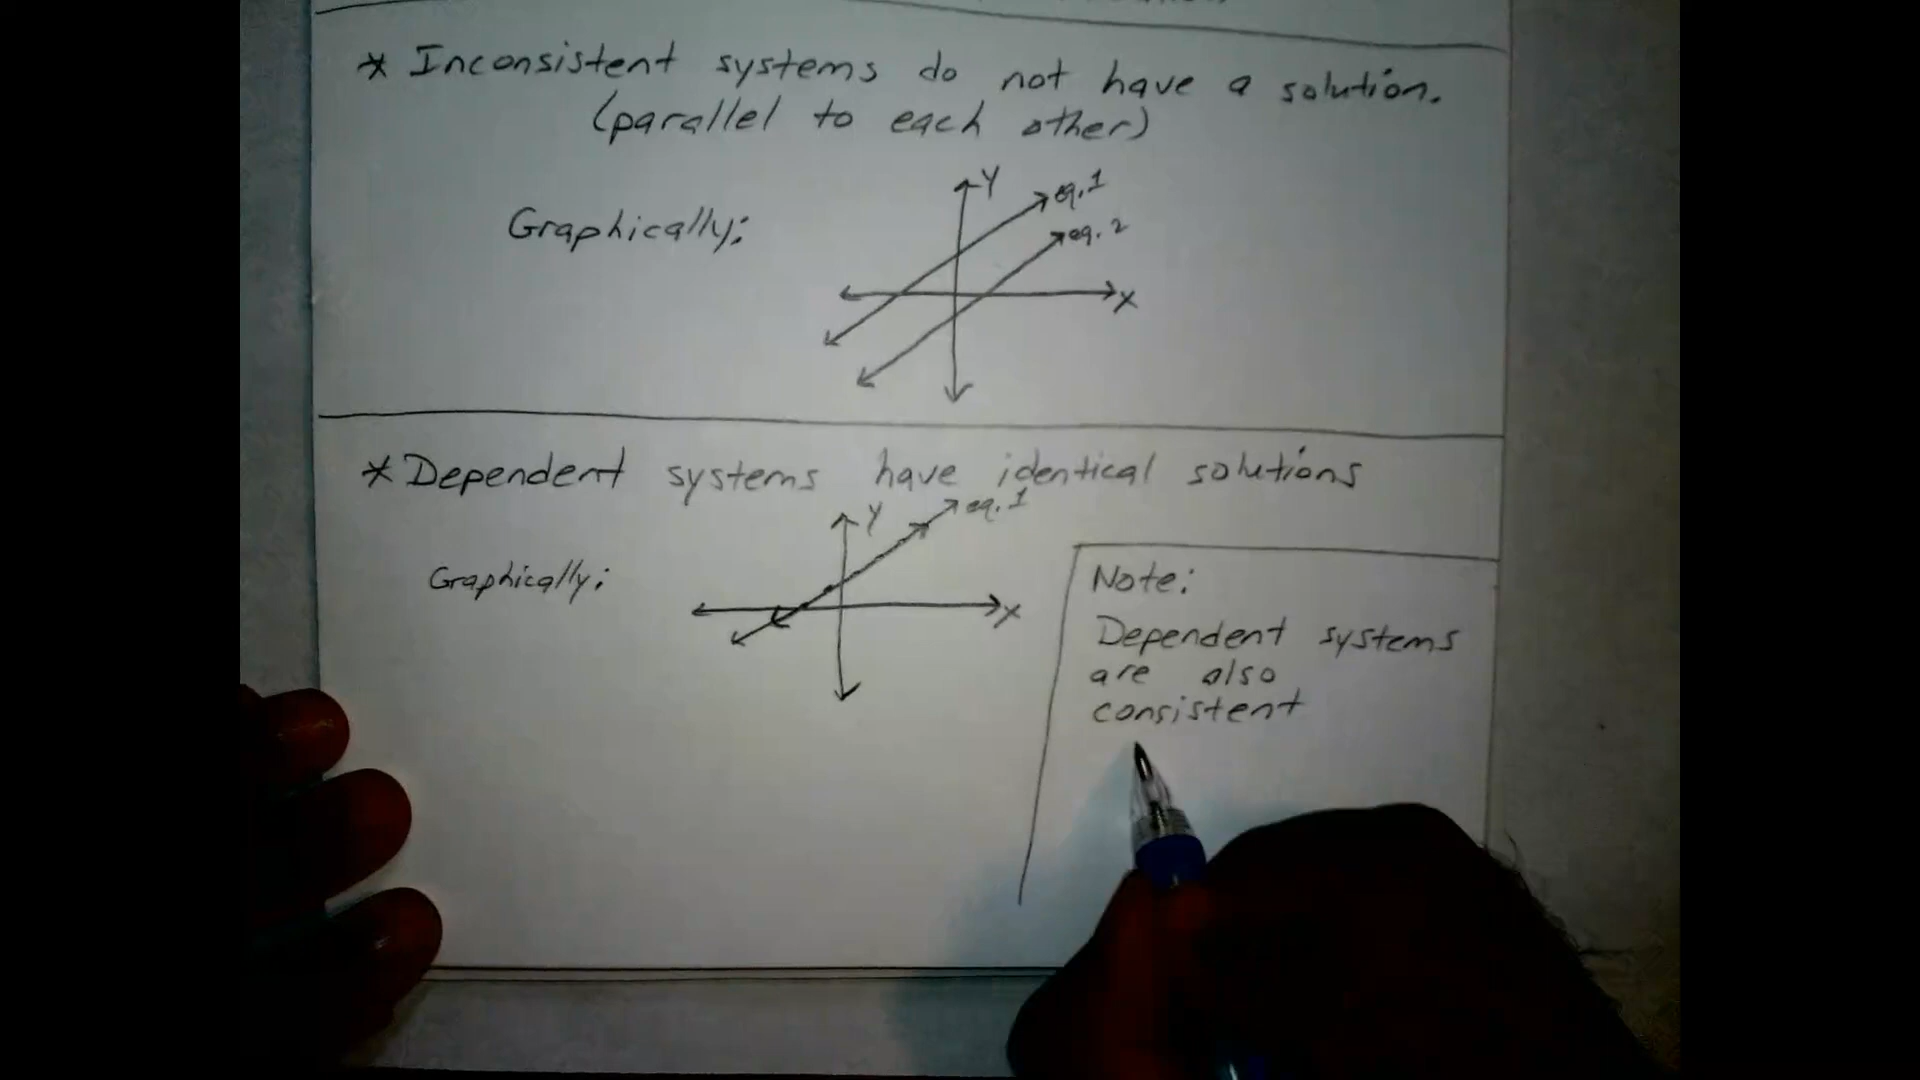 * Inconsistent systems do not have a solution.
(parallel to each other)
Graphically:
Y
eq. 1
eq. 2
X
* Dependent systems have identical solutions
Graphically:
Y
eq. 1
X
Note:
Dependent systems
are also
consistent